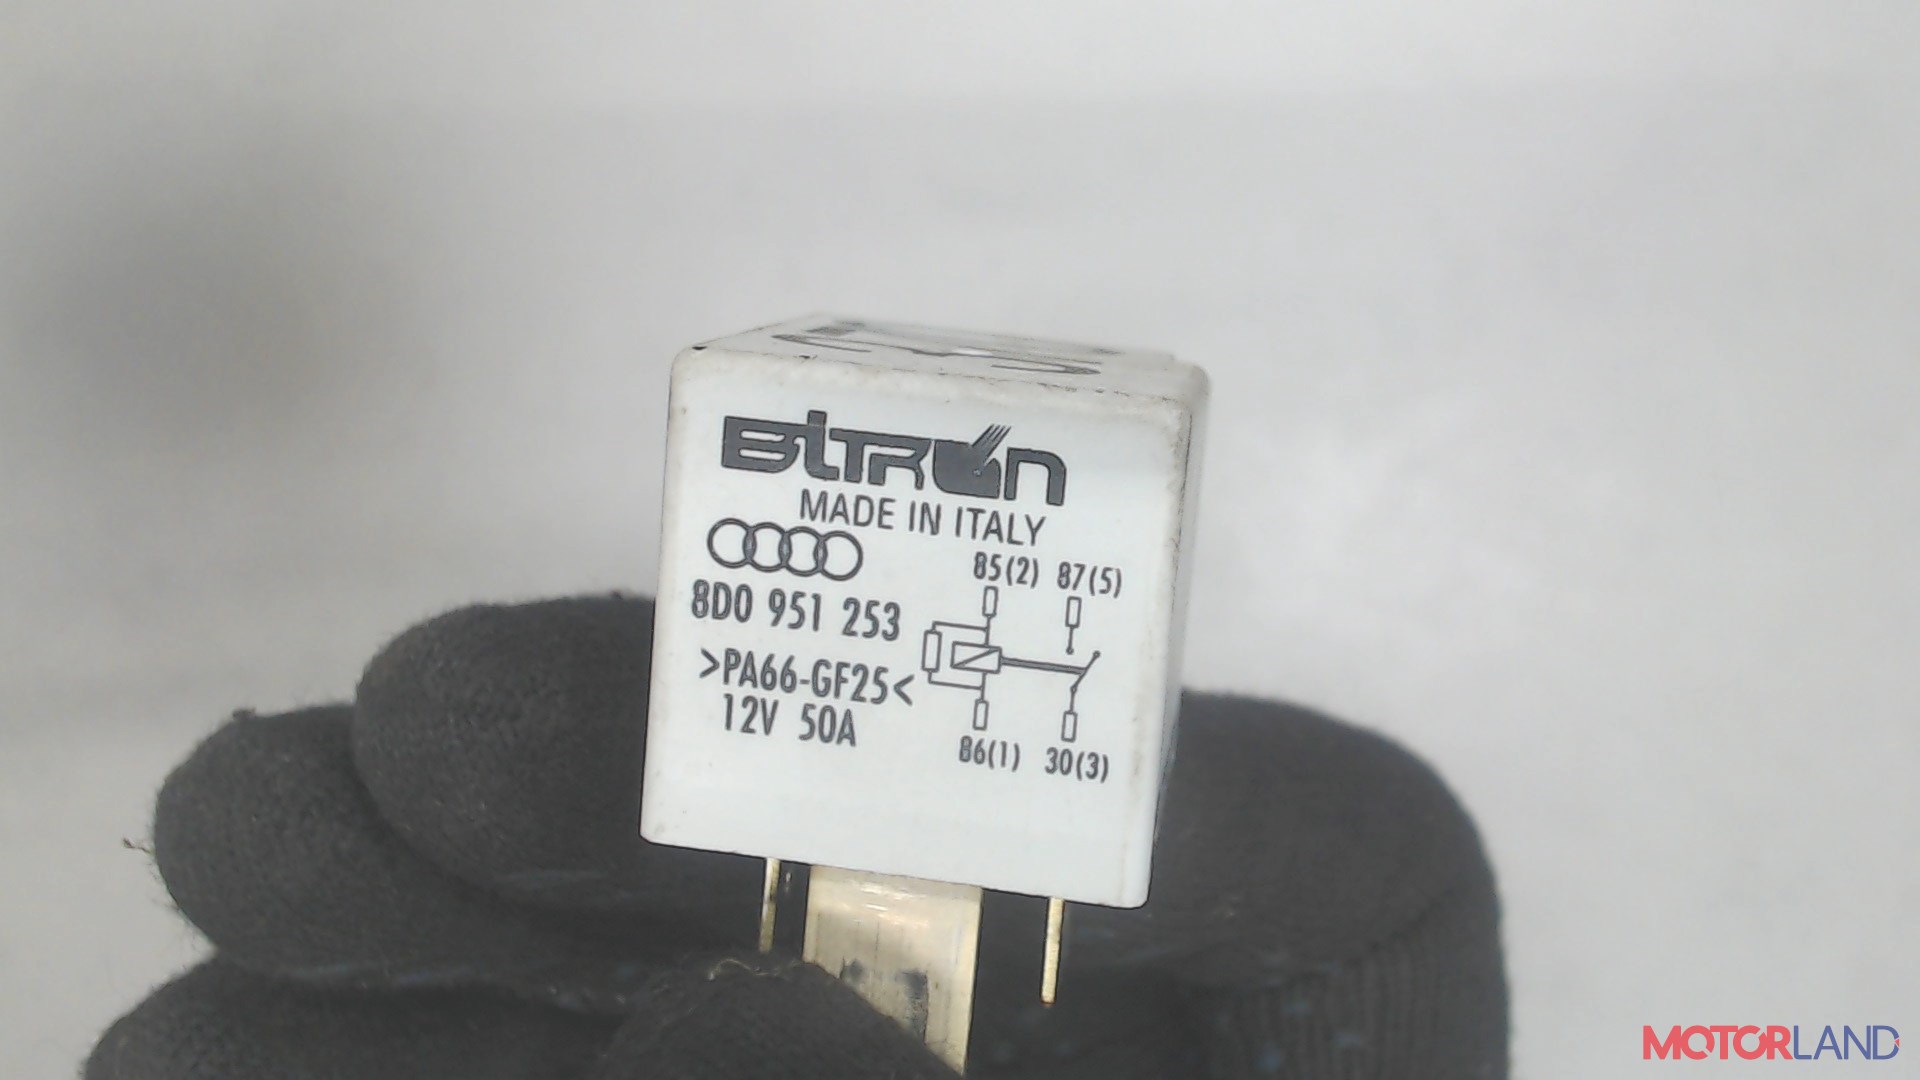 BITRON
MADE IN ITALY
8D0 951 253
>PA66-GF25<
12V 50A
85(2) 87(5)
86(1) 30(3)
MOTORLAND